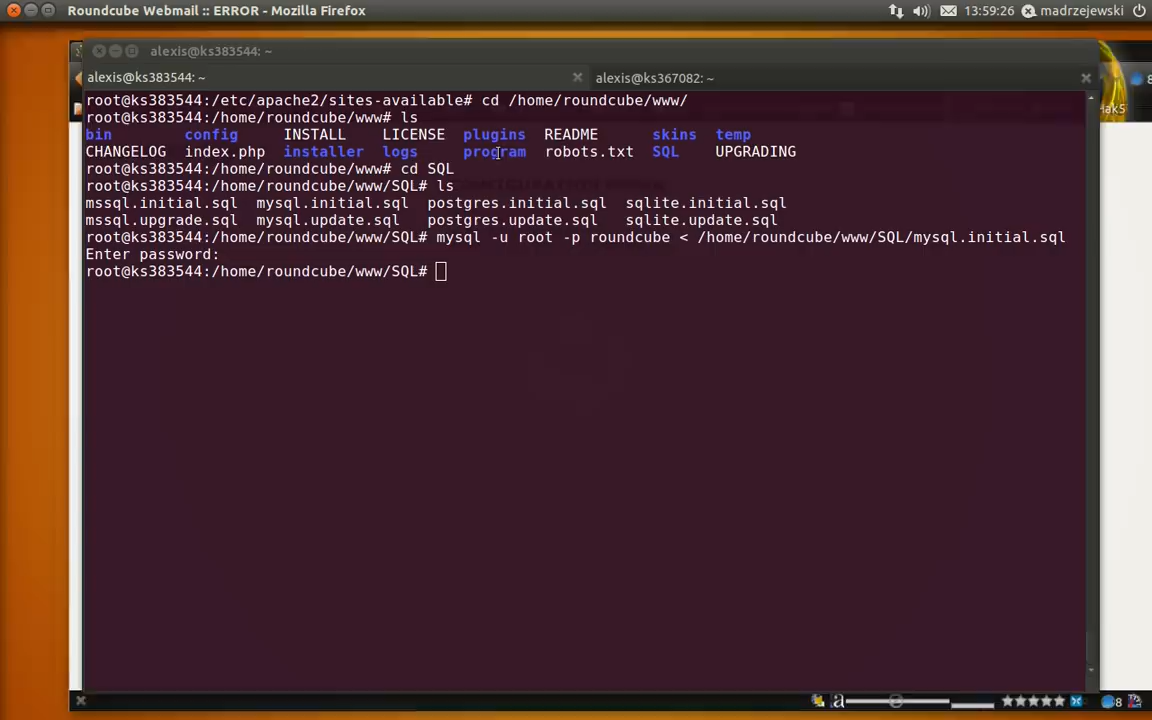 Roundcube Webmail :: ERROR - Mozilla Firefox
13:59:26
madrzejewski
alexis@ks383544: ~
alexis@ks383544: ~
alexis@ks367082: ~
root@ks383544:/etc/apache2/sites-available# cd /home/roundcube/www/
root@ks383544:/home/roundcube/www# ls
bin config INSTALL LICENSE plugins README skins temp
CHANGELOG index.php installer logs program robots.txt SQL UPGRADING
root@ks383544:/home/roundcube/www# cd SQL
root@ks383544:/home/roundcube/www/SQL# ls
mssql.initial.sql mysql.initial.sql postgres.initial.sql sqlite.initial.sql
mssql.upgrade.sql mysql.update.sql postgres.update.sql sqlite.update.sql
root@ks383544:/home/roundcube/www/SQL# mysql -u root -p roundcube < /home/roundcube/www/SQL/mysql.initial.sql
Enter password:
root@ks383544:/home/roundcube/www/SQL#
8
Hak5
a
8